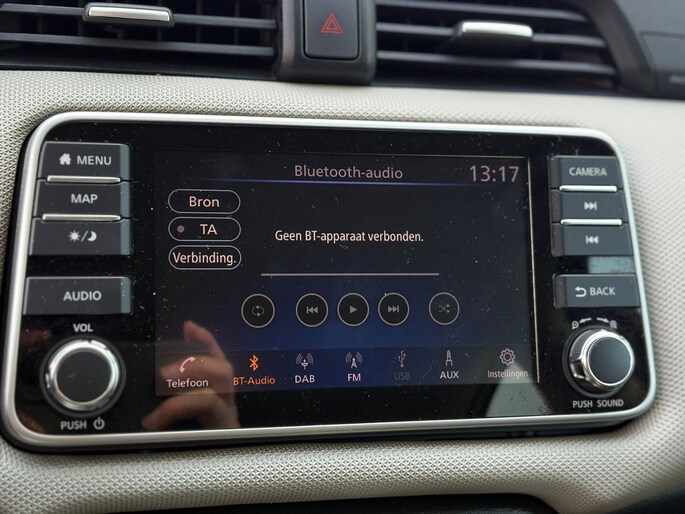 MENU
MAP
AUDIO
VOL
PUSH
Bluetooth-audio 13:17
Bron
TA
Verbinding.
Geen BT-apparaat verbonden.
Telefoon BT-Audio DAB FM USB AUX Instellingen
CAMERA
BACK
PUSH SOUND